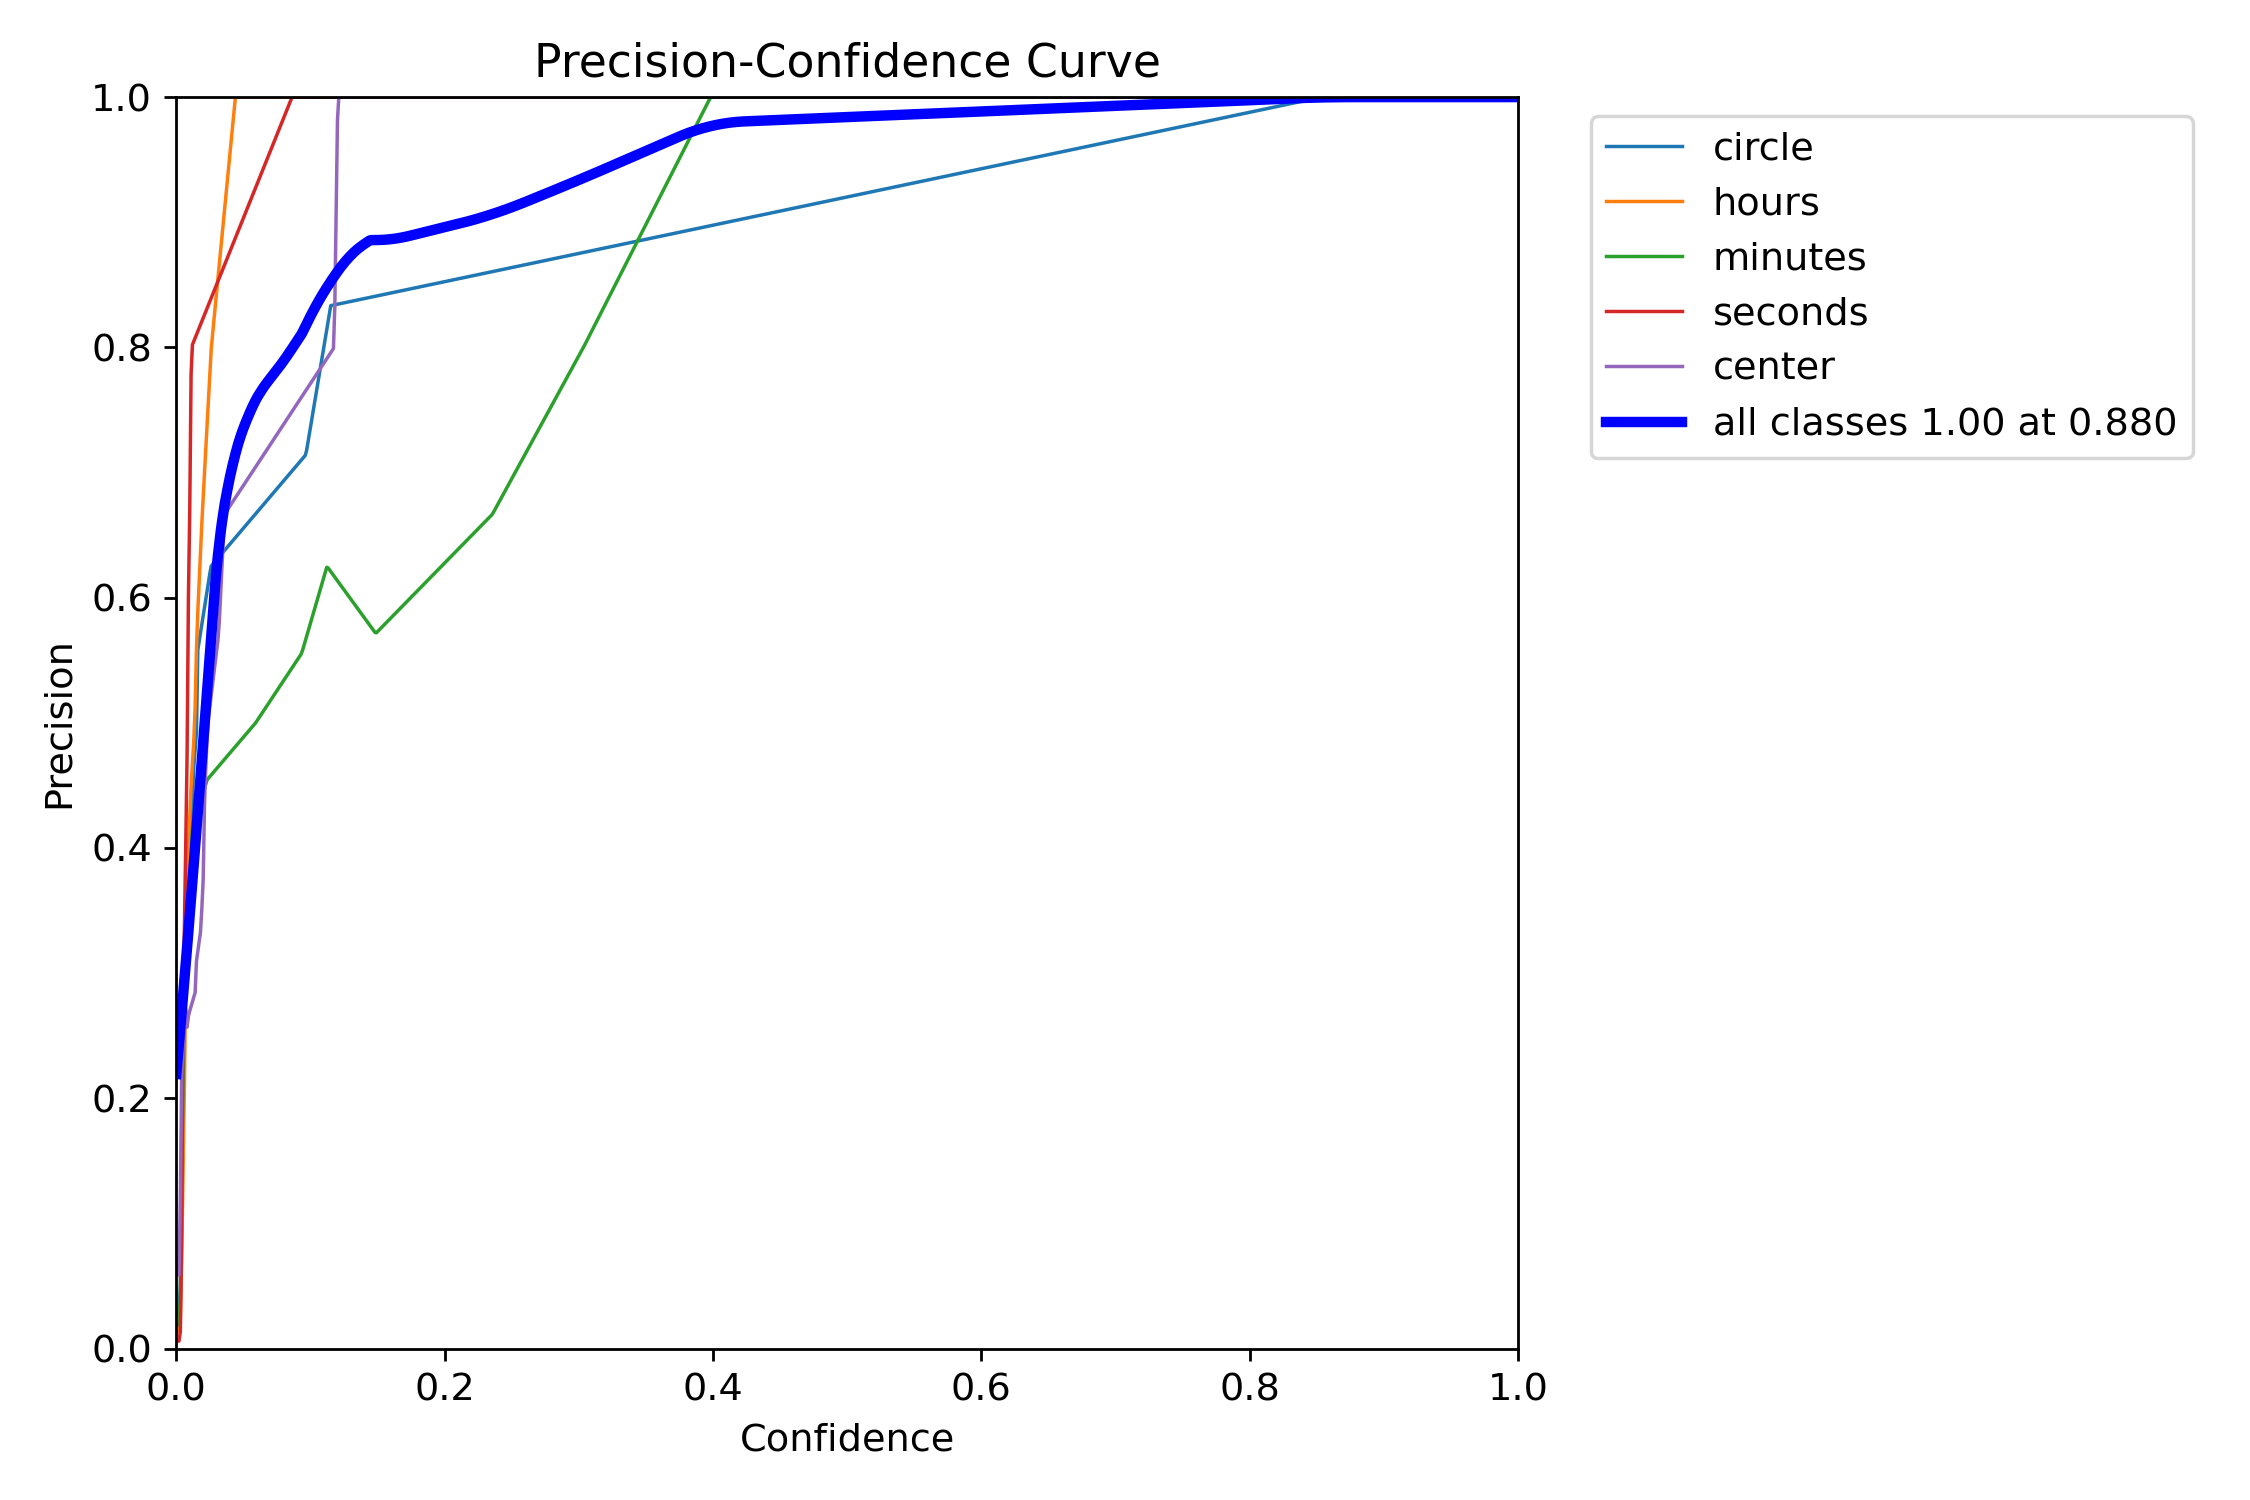 Precision-Confidence Curve
1.0
0.8
0.6
0.4
0.2
0.0
Precision
0.0 0.2 0.4 0.6 0.8 1.0
Confidence
circle
hours
minutes
seconds
center
all classes 1.00 at 0.880